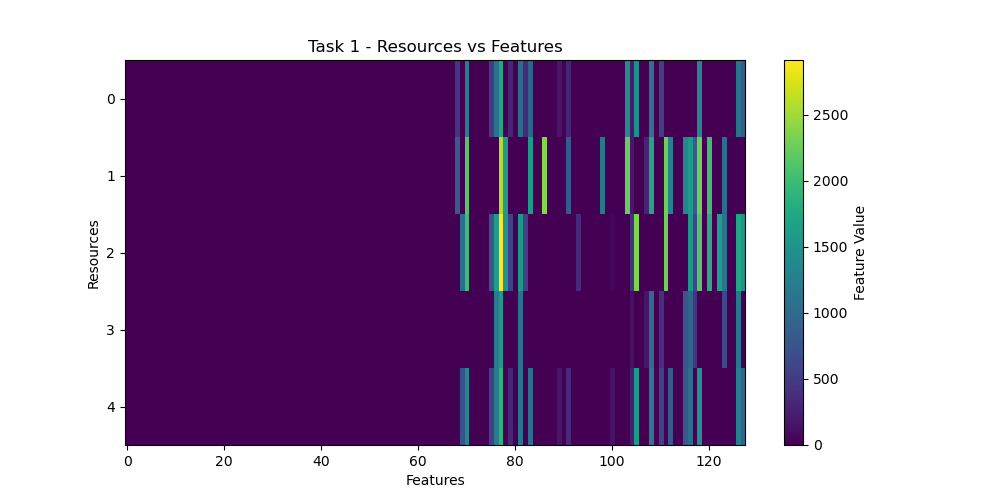 Task 1 - Resources vs Features
Resources
0
1
2
3
4
0 20 40 60 80 100 120
Features
2500
2000
1500
1000
500
0
Feature Value